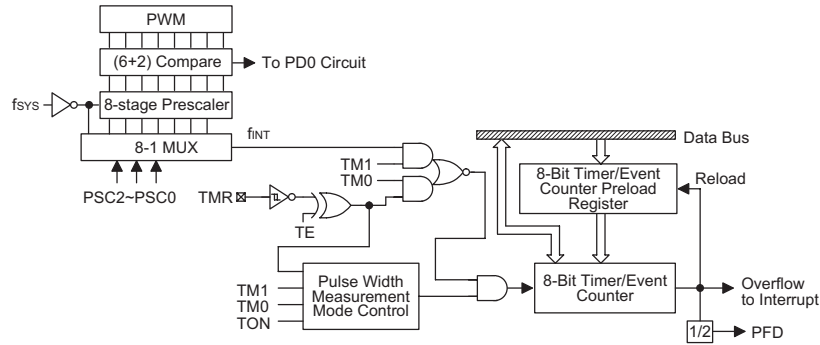 PWM
(6+2) Compare
To PD0 Circuit
fSYS
8-stage Prescaler
8-1 MUX
fINT
PSC2~PSC0
TM1
TM0
TMR
TE
Data Bus
8-Bit Timer/Event
Counter Preload
Register
Reload
TM1
TM0
TON
Pulse Width
Measurement
Mode Control
8-Bit Timer/Event
Counter
Overflow
to Interrupt
1/2
PFD